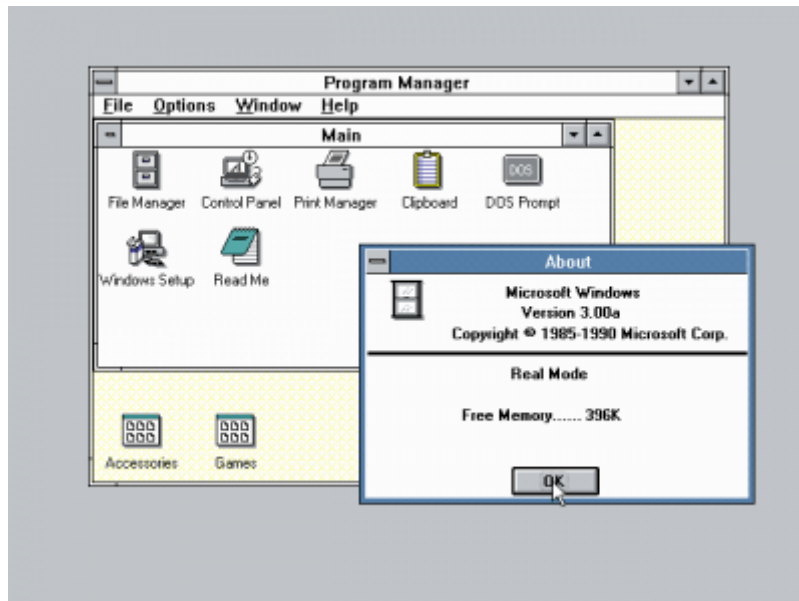 Program Manager
File Options Window Help
Main
File Manager Control Panel Print Manager Clipboard DOS Prompt
DOS
Windows Setup Read Me
About
Microsoft Windows
Version 3.00a
Copyright © 1985-1990 Microsoft Corp.
Real Mode
Free Memory...... 396K
OK
Accessories Games